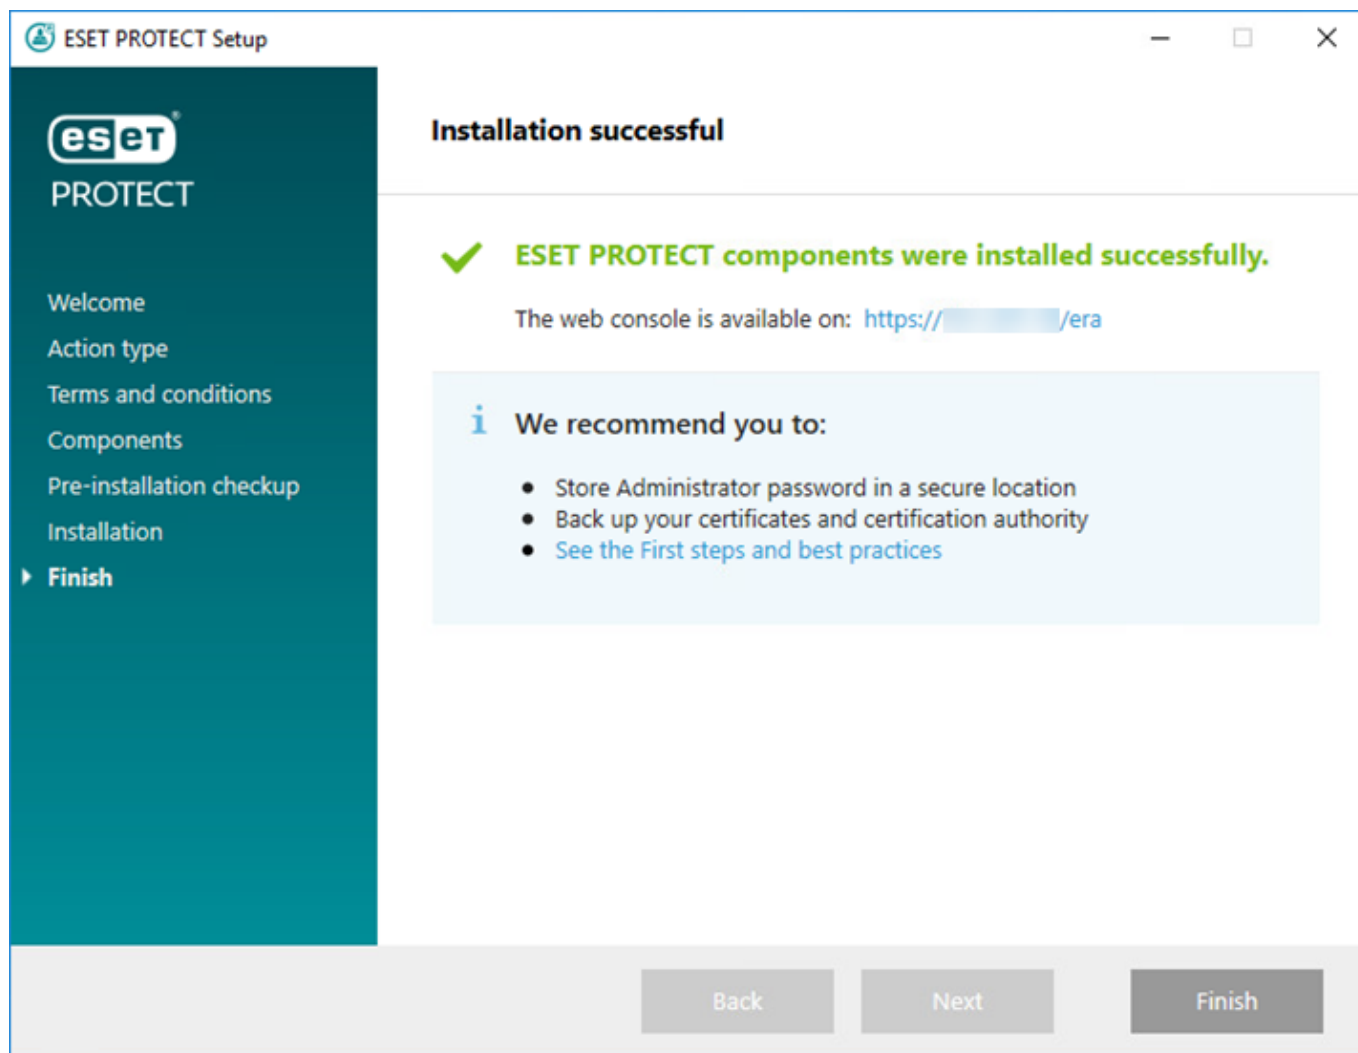 ESET PROTECT Setup
eseT®
PROTECT
Welcome
Action type
Terms and conditions
Components
Pre-installation checkup
Installation
Finish
Installation successful
ESET PROTECT components were installed successfully.
The web console is available on: https:// /era
i We recommend you to:
• Store Administrator password in a secure location
• Back up your certificates and certification authority
• See the First steps and best practices
Back Next Finish